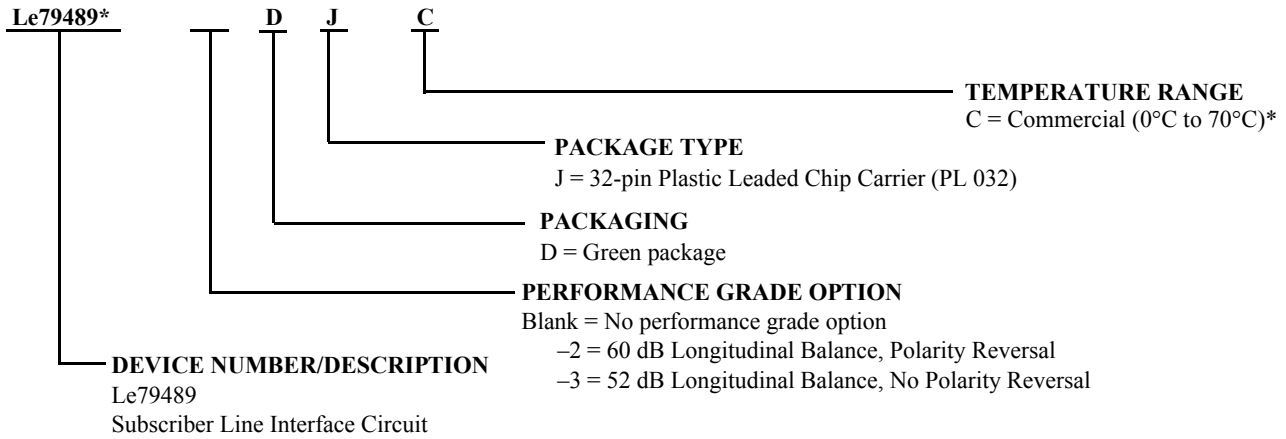 Le79489* D J C
TEMPERATURE RANGE
C = Commercial (0°C to 70°C)*
PACKAGE TYPE
J = 32-pin Plastic Leaded Chip Carrier (PL 032)
PACKAGING
D = Green package
PERFORMANCE GRADE OPTION
Blank = No performance grade option
–2 = 60 dB Longitudinal Balance, Polarity Reversal
–3 = 52 dB Longitudinal Balance, No Polarity Reversal
DEVICE NUMBER/DESCRIPTION
Le79489
Subscriber Line Interface Circuit